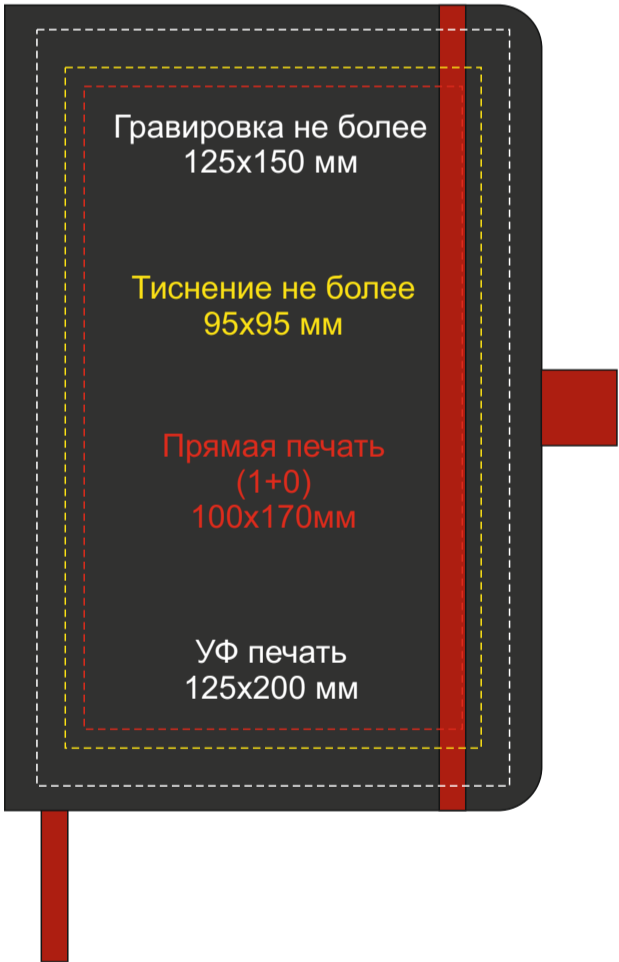 Гравировка не более
125х150 мм
Тиснение не более
95х95 мм
Прямая печать
(1+0)
100х170мм
УФ печать
125х200 мм